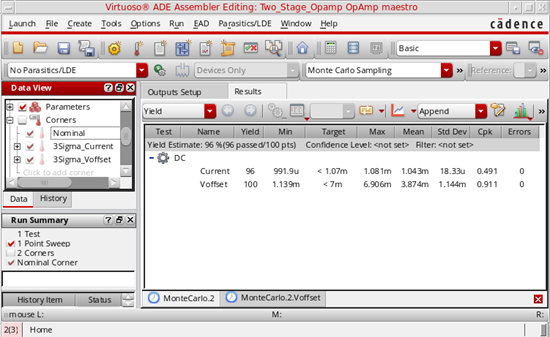 Virtuoso® ADE Assembler Editing: Two_Stage_Opamp OpAmp maestro
Launch File Create Tools Options Run EAD Parasitics/LDE Window Help cādence
Basic
No Parasitics/LDE Devices Only Monte Carlo Sampling Reference:
Data View
Parameters
Corners
Nominal
3Sigma_Current
3Sigma_Voffset
Click to add corner
Data History
Run Summary
1 Test
1 Point Sweep
2 Corners
Nominal Corner
History Item Status
Outputs Setup Results
Yield Append
Test Name Yield Min Target Max Mean Std Dev Cpk Errors
Yield Estimate: 96 %(96 passed/100 pts) Confidence Level: <not set> Filter: <not set>
DC
Current 96 991.9u < 1.07m 1.081m 1.043m 18.33u 0.491 0
Voffset 100 1.139m < 7m 6.906m 3.874m 1.144m 0.911 0
MonteCarlo.2 MonteCarlo.2.Voffset
mouse L: M: R:
2(3) Home